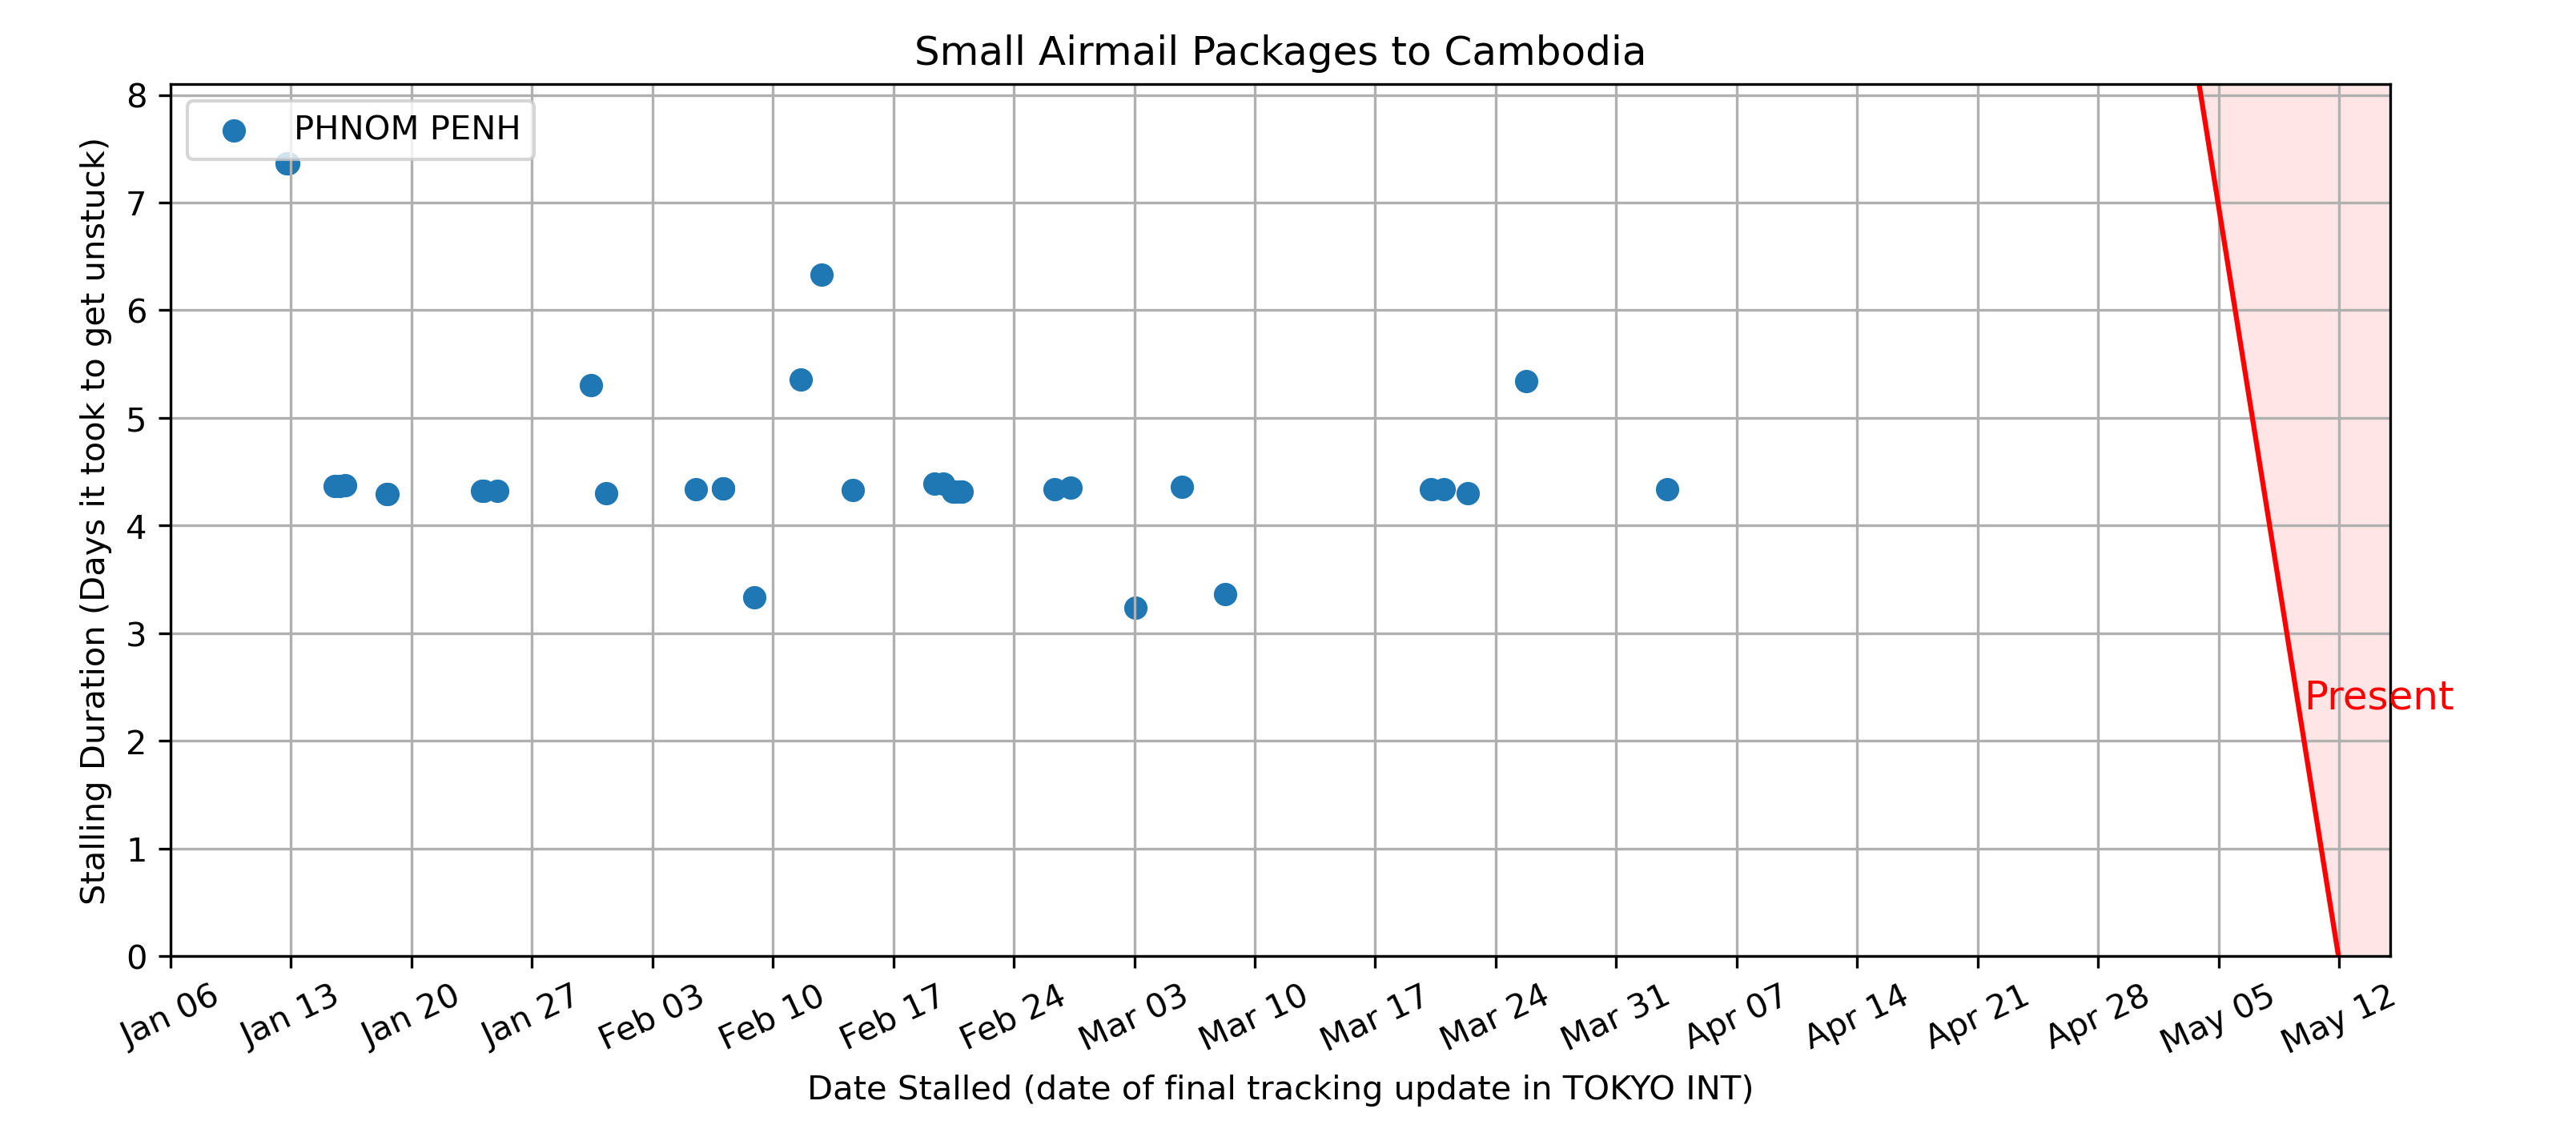 Small Airmail Packages to Cambodia
PHNOM PENH
Stalling Duration (Days it took to get unstuck)
8
7
6
5
4
3
2
1
0
Present
Jan 06 Jan 13 Jan 20 Jan 27 Feb 03 Feb 10 Feb 17 Feb 24 Mar 03 Mar 10 Mar 17 Mar 24 Mar 31 Apr 07 Apr 14 Apr 21 Apr 28 May 05 May 12
Date Stalled (date of final tracking update in TOKYO INT)